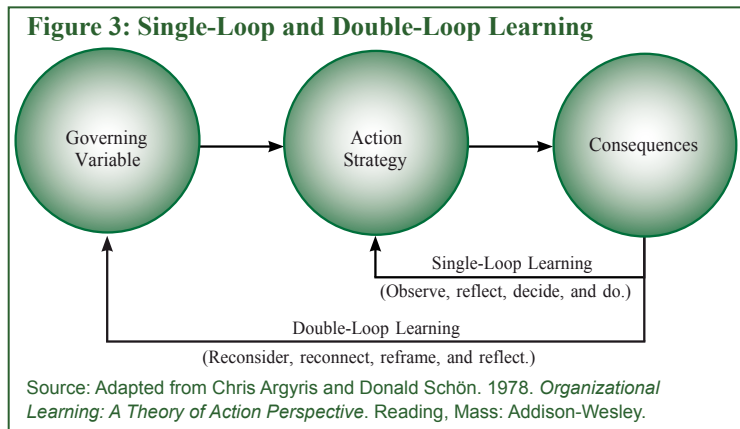 Figure 3: Single-Loop and Double-Loop Learning
Governing
Variable
Action
Strategy
Consequences
Single-Loop Learning
(Observe, reflect, decide, and do.)
Double-Loop Learning
(Reconsider, reconnect, reframe, and reflect.)
Source: Adapted from Chris Argyris and Donald Schön. 1978. Organizational
Learning: A Theory of Action Perspective. Reading, Mass: Addison-Wesley.